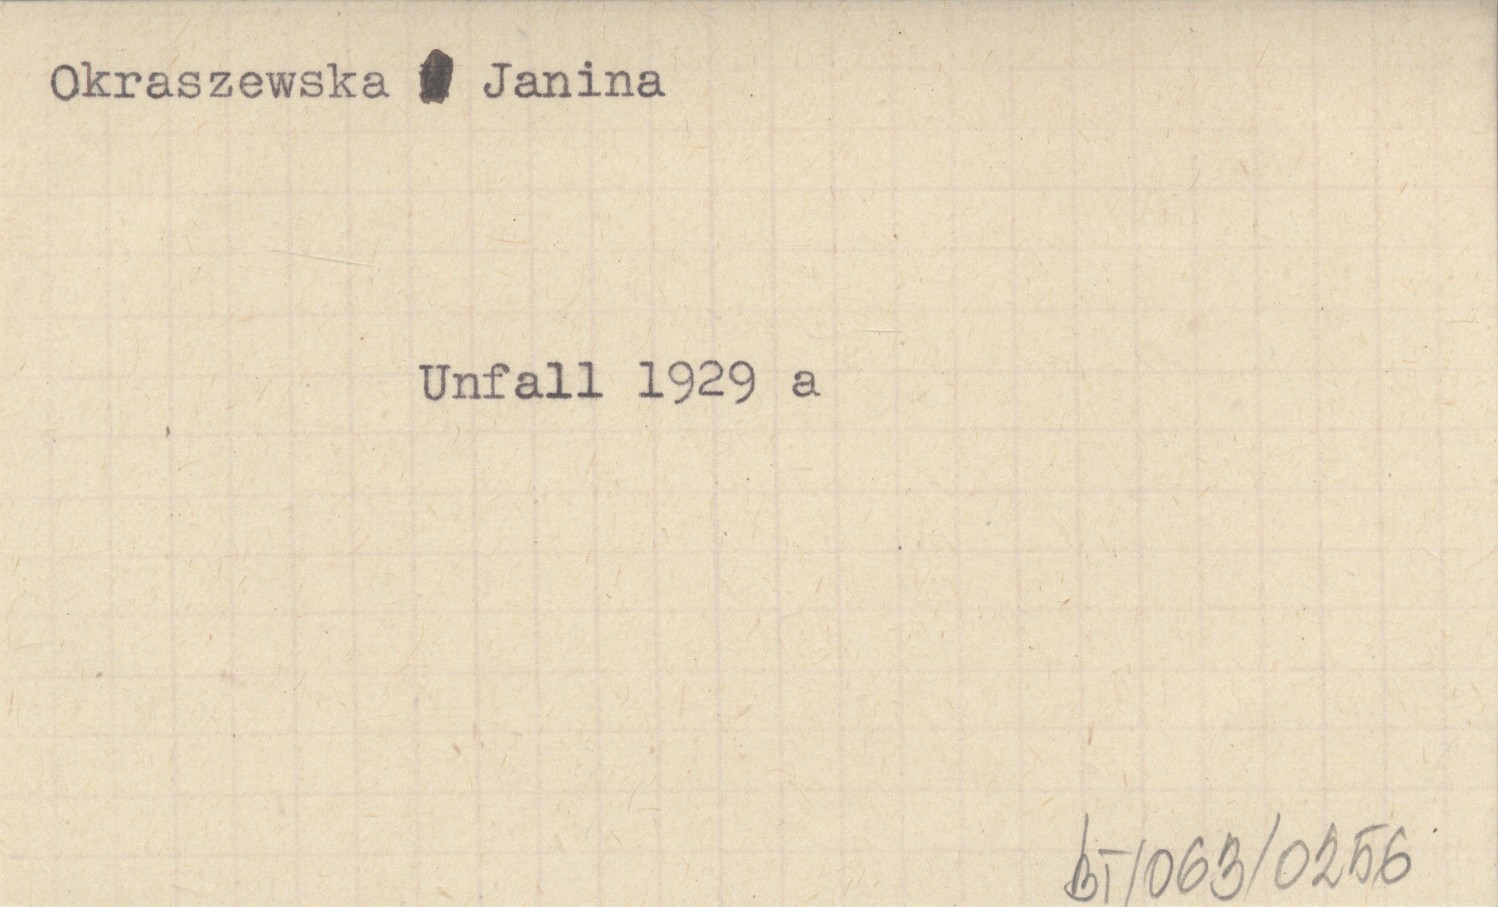 Okraszewska Janina
Unfall 1929 a
BT/063/0256